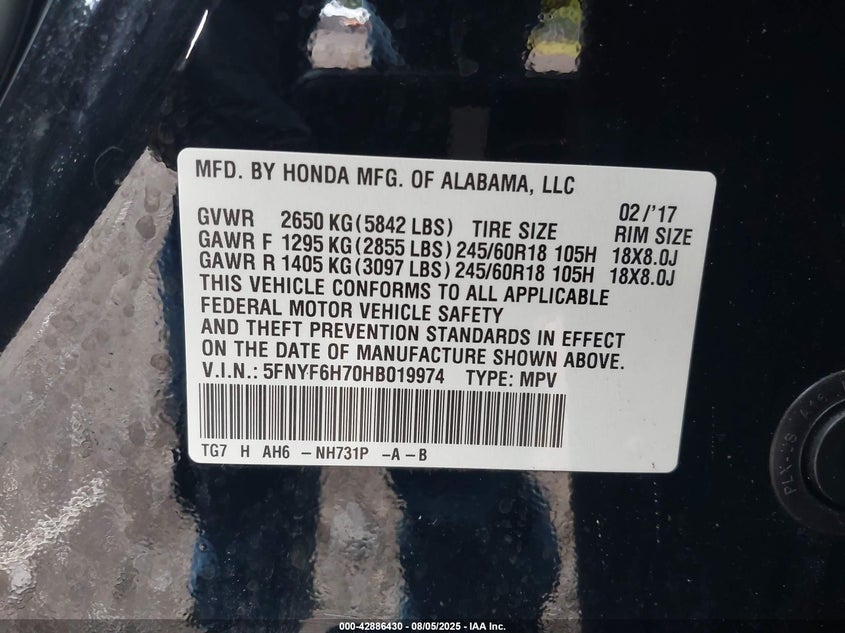 MFD. BY HONDA MFG. OF ALABAMA, LLC
02/'17
GVWR 2650 KG(5842 LBS) TIRE SIZE RIM SIZE
GAWR F 1295 KG(2855 LBS) 245/60R18 105H 18X8.0J
GAWR R 1405 KG(3097 LBS) 245/60R18 105H 18X8.0J
THIS VEHICLE CONFORMS TO ALL APPLICABLE
FEDERAL MOTOR VEHICLE SAFETY
AND THEFT PREVENTION STANDARDS IN EFFECT
ON THE DATE OF MANUFACTURE SHOWN ABOVE.
V.I.N.: 5FNYF6H70HB019974 TYPE: MPV
TG7 H AH6 -NH731P -A-B
000-42886430 - 08/05/2025 - IAA Inc.